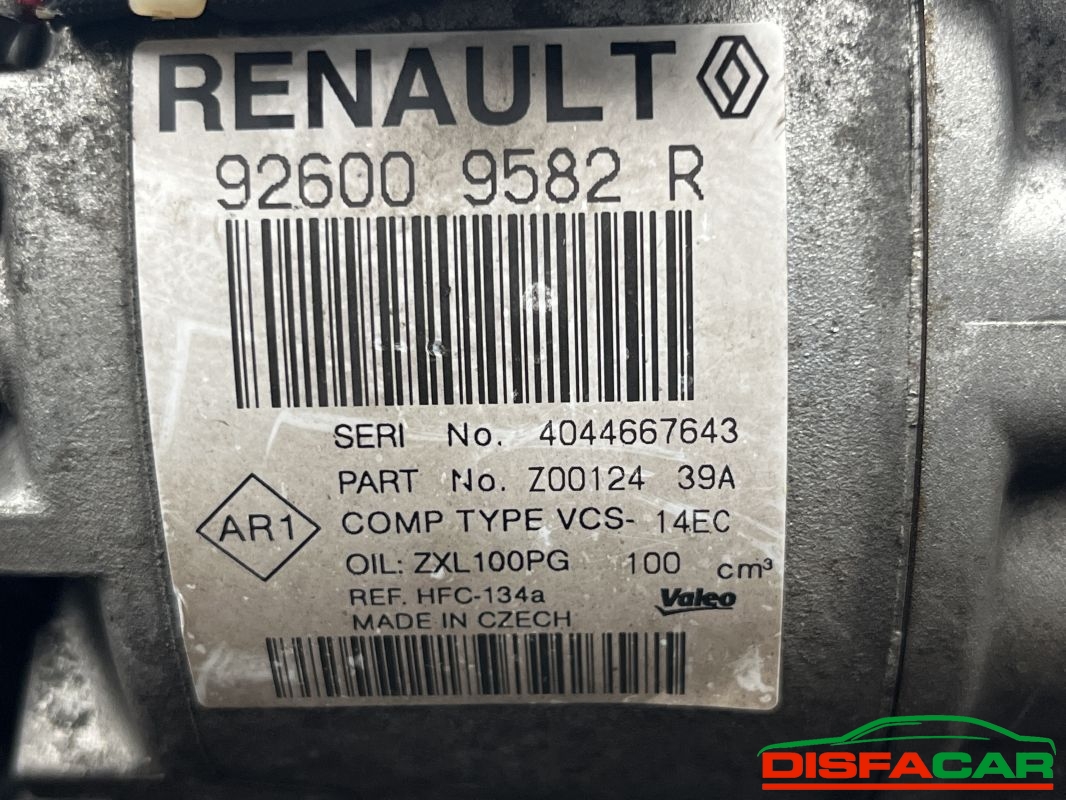 RENAULT
92600 9582 R
SERI No. 4044667643
PART No. Z00124 39A
AR1
COMP TYPE VCS- 14EC
OIL: ZXL100PG 100 cm³
REF. HFC-134a
Valeo
MADE IN CZECH
DISFACAR